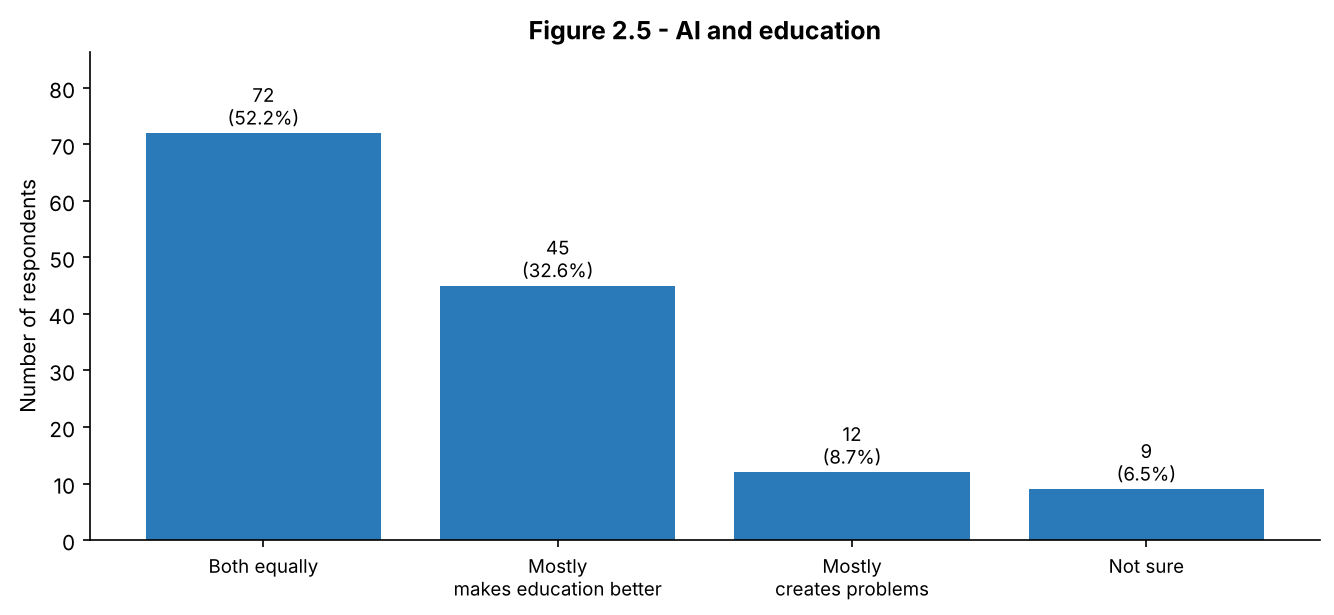 Figure 2.5 - AI and education
Number of respondents
80
70
60
50
40
30
20
10
0
72
(52.2%)
45
(32.6%)
12
(8.7%)
9
(6.5%)
Both equally
Mostly
makes education better
Mostly
creates problems
Not sure